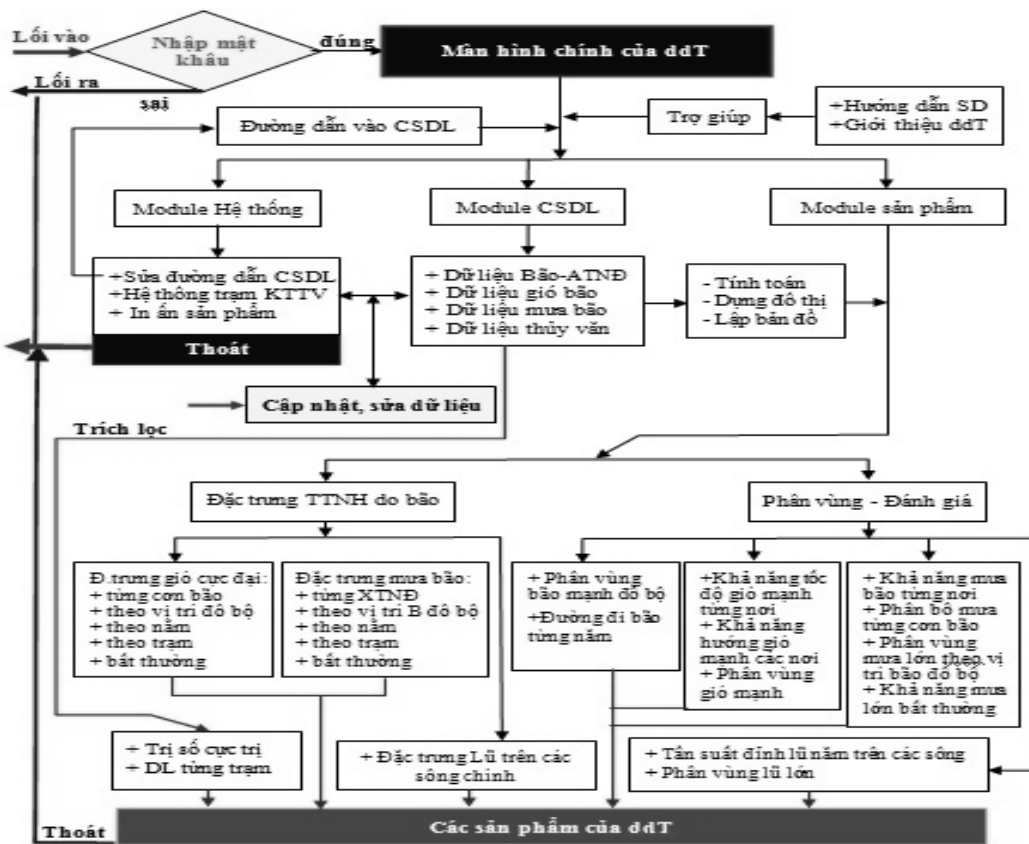 Lối vào
Nhập mật
khẩu
đúng
Màn hình chính của ddT
Lối ra
sai
Đường dẫn vào CSDL
Trợ giúp
+Hướng dẫn SD
+Giới thiệu ddT
Module Hệ thống
Module CSDL
Module sản phẩm
+Sửa đường dẫn CSDL
+Hệ thông trạm KTTV
+ In ấn sản phẩm
Thoát
+ Dữ liệu Bão-ATNĐ
+ Dữ liệu gió bão
+ Dữ liệu mưa bão
+ Dữ liệu thủy văn
- Tính toán
- Dựng đồ thị
- Lập bản đồ
Cập nhật, sửa dữ liệu
Trích lọc
Đặc trưng TTNH do bão
Phân vùng - Đánh giá
Đ.trưng gió cực đại:
+ từng cơn bão
+ theo vị trí đổ bộ
+ theo năm
+ theo trạm
+ bất thường
Đặc trưng mưa bão:
+ từng XTNĐ
+ theo vị trí B đổ bộ
+ theo năm
+ theo trạm
+ bất thường
+ Phân vùng
bão mạnh đổ bộ
+Đường đi bão
từng năm
+Khả năng tốc
độ gió mạnh
từng nơi
+ Khả năng
hướng gió
mạnh các nơi
+ Phân vùng
gió mạnh
+ Khả năng mưa
bão từng nơi
+ Phân bố mưa
từng cơn bão
+ Phân vùng
mưa lớn theo vị
trí bão đổ bộ
+ Khả năng mưa
lớn bất thường
+ Trị số cực trị
+ DL từng trạm
+ Đặc trưng Lũ trên các
sông chính
+ Tần suất đỉnh lũ năm trên các sông
+ Phân vùng lũ lớn
Thoát
Các sản phẩm của ddT